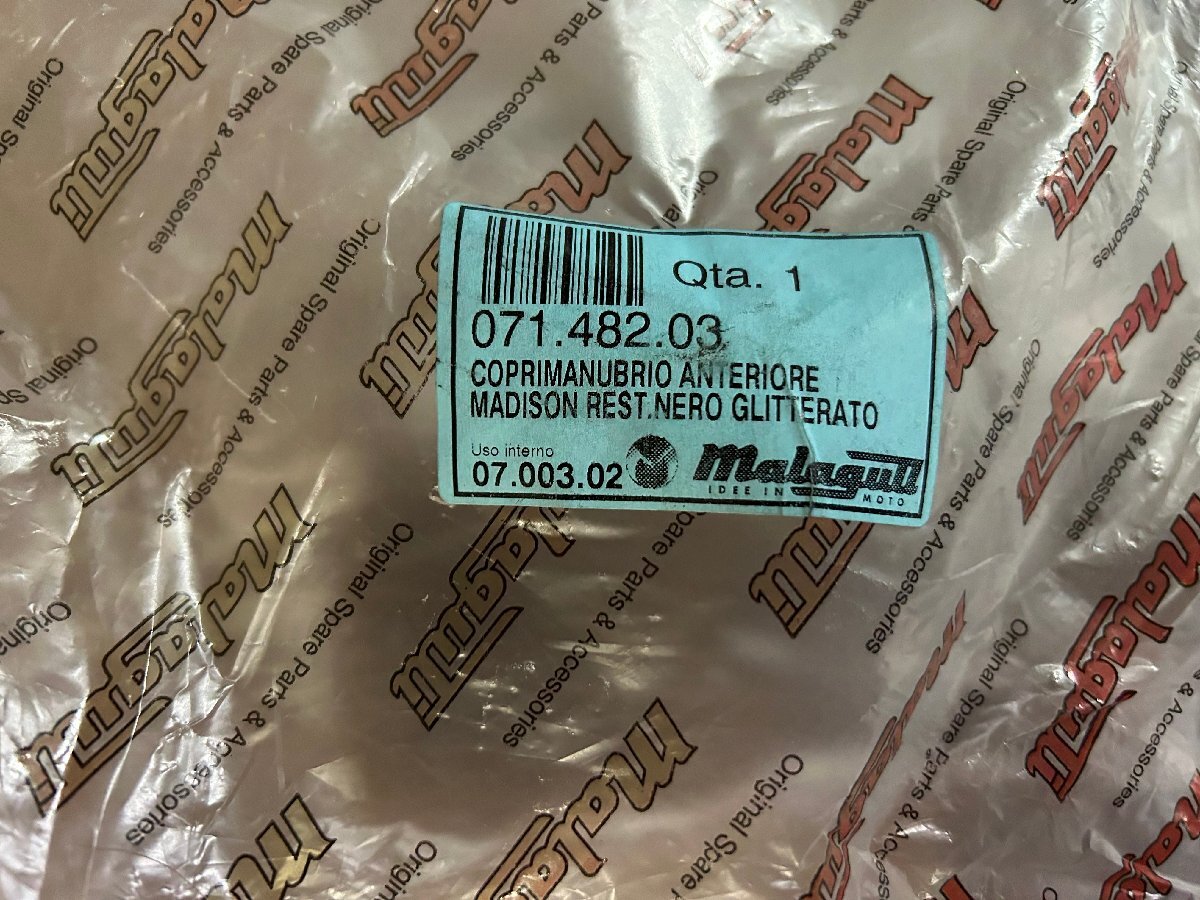 Qta. 1
071.482.03
COPRIMANUBRIO ANTERIORE
MADISON REST.NERO GLITTERATO
Uso interno
07.003.02
Malaguti
IDEE IN MOTO
Malaguti
Original Spare Parts & Accessories